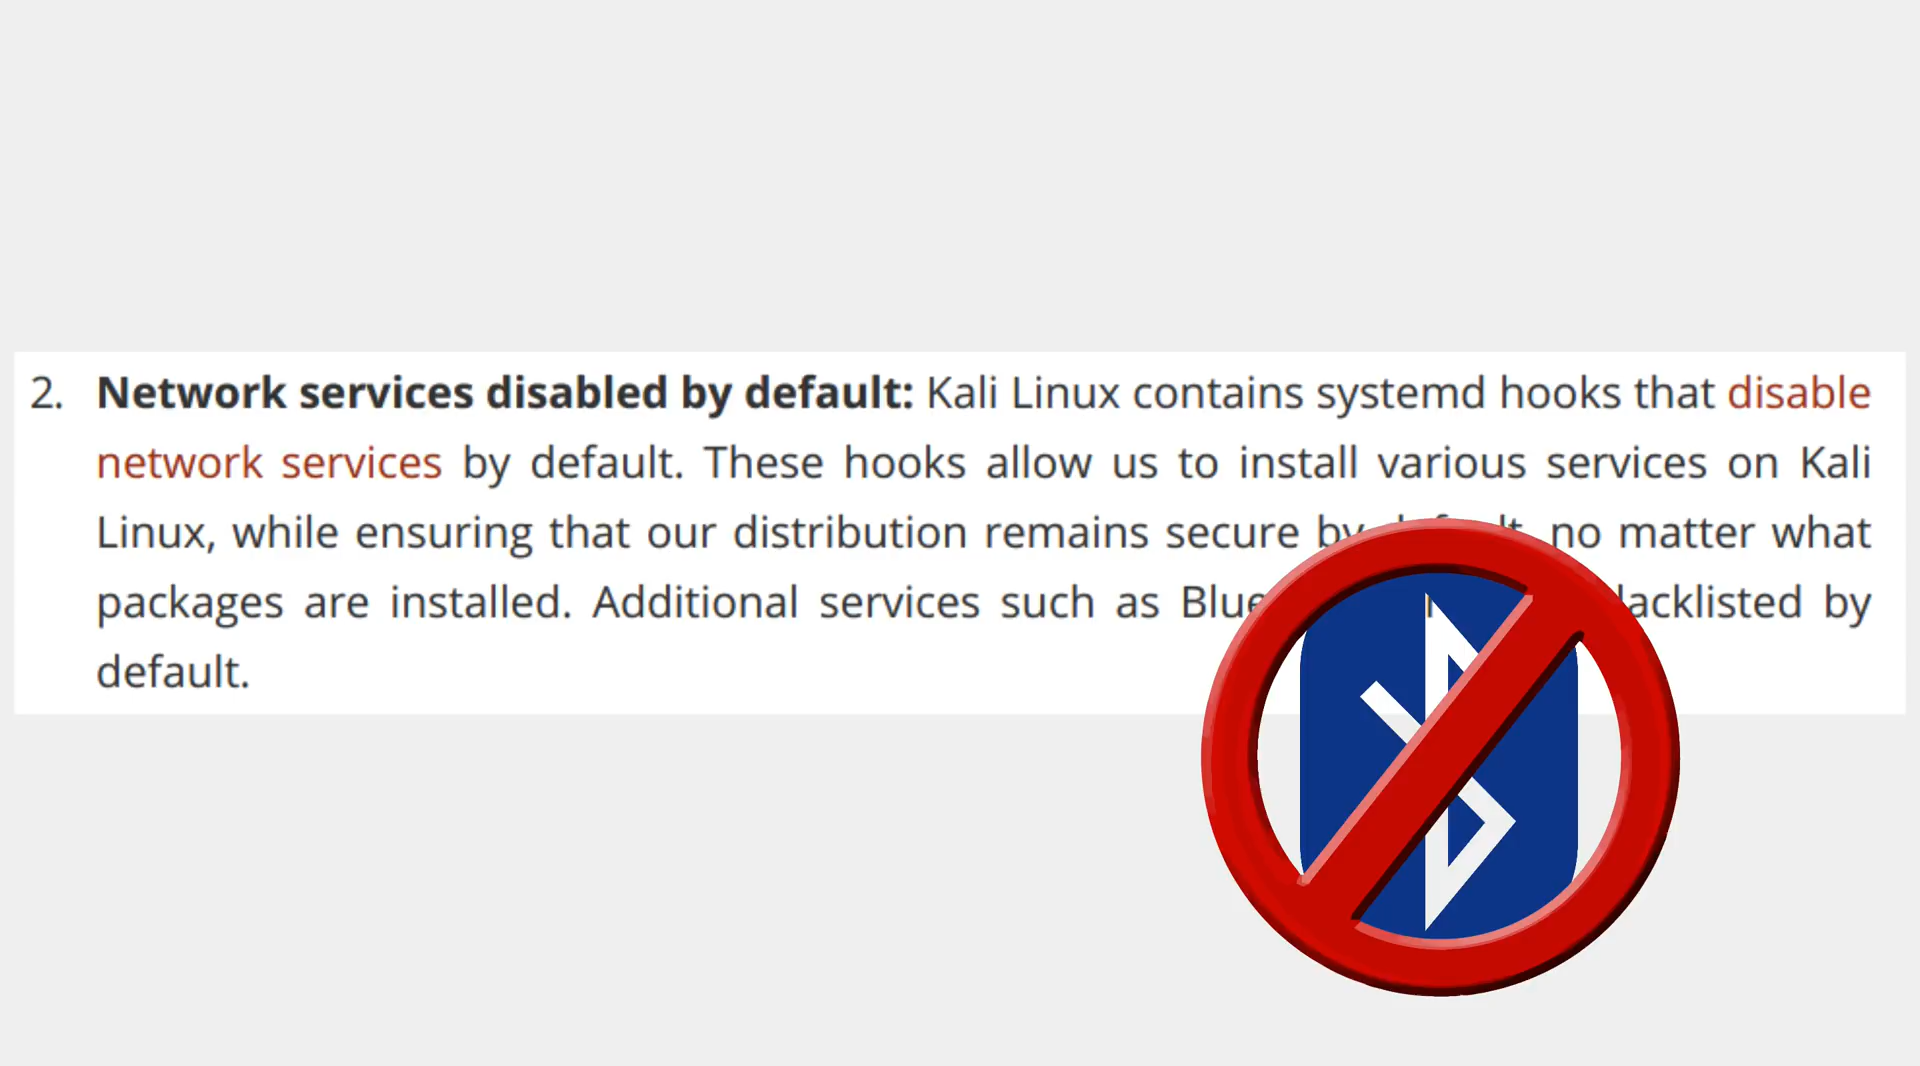 2. Network services disabled by default: Kali Linux contains systemd hooks that disable
network services by default. These hooks allow us to install various services on Kali
Linux, while ensuring that our distribution remains secure by no matter what
packages are installed. Additional services such as by
default.